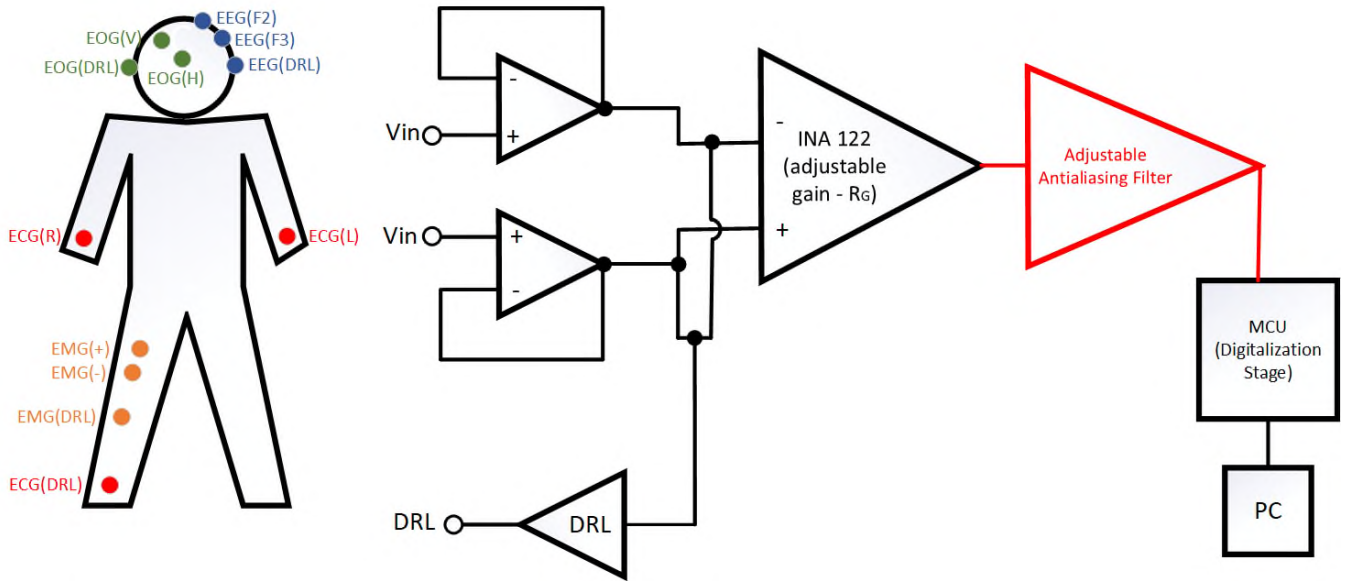 EEG(F2)
EOG(V)
EEG(F3)
EOG(DRL)
EEG(DRL)
EOG(H)
ECG(R)
ECG(L)
EMG(+)
EMG(-)
EMG(DRL)
ECG(DRL)
-
Vin
+
Vin
+
-
-
INA 122
(adjustable
gain - RG)
+
DRL
DRL
Adjustable
Antialiasing Filter
MCU
(Digitalization
Stage)
PC